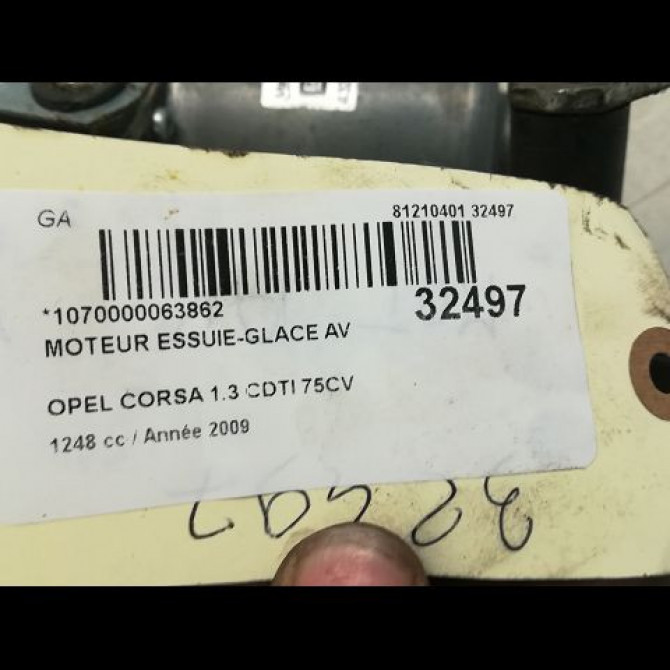 GA
81210401 32497
*1070000063862
32497
MOTEUR ESSUIE-GLACE AV
OPEL CORSA 1.3 CDTI 75CV
1248 cc / Année 2009
32497